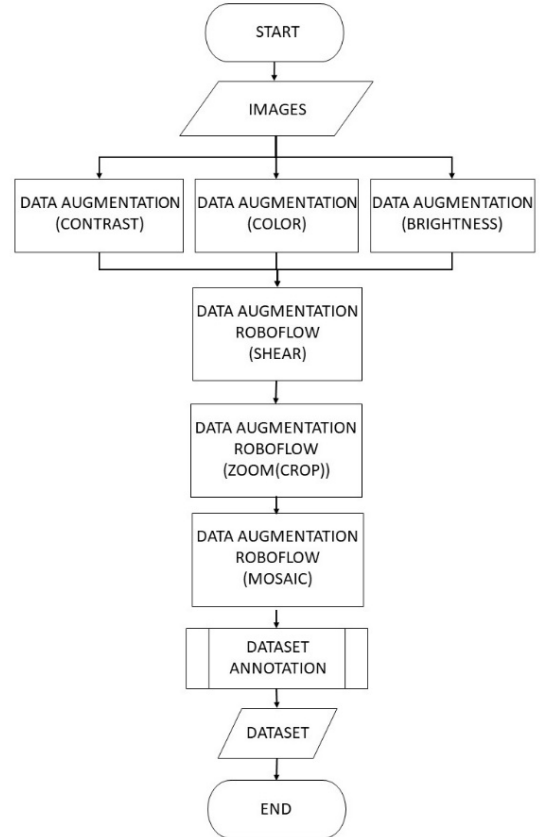 START
IMAGES
DATA AUGMENTATION
(CONTRAST)
DATA AUGMENTATION
(COLOR)
DATA AUGMENTATION
(BRIGHTNESS)
DATA AUGMENTATION
ROBOFLOW
(SHEAR)
DATA AUGMENTATION
ROBOFLOW
(ZOOM(CROP))
DATA AUGMENTATION
ROBOFLOW
(MOSAIC)
DATASET
ANNOTATION
DATASET
END